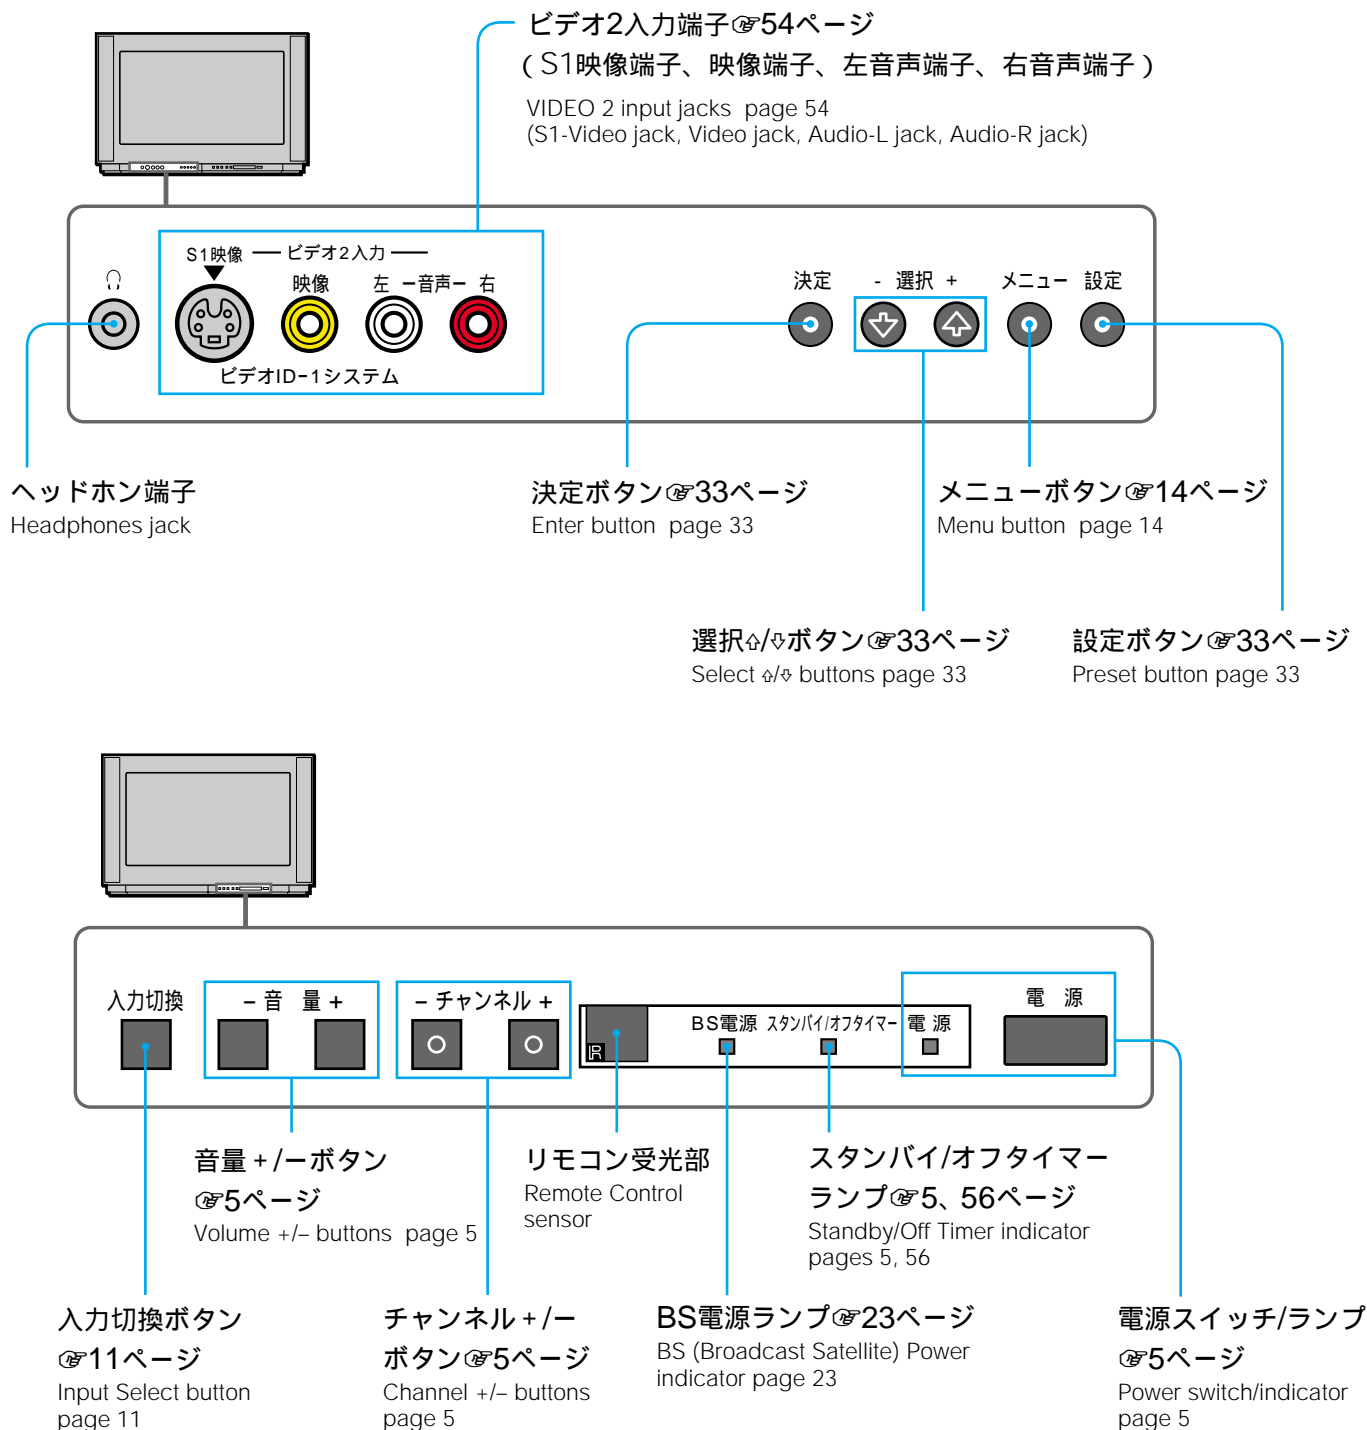 ビデオ2入力端子☞54ページ
(S1映像端子、映像端子、左音声端子、右音声端子)
VIDEO 2 input jacks page 54
(S1-Video jack, Video jack, Audio-L jack, Audio-R jack)
S1映像 ビデオ2入力
映像 左 ー音声ー 右
ビデオID-1システム
決定 - 選択 + メニュー 設定
ヘッドホン端子
Headphones jack
決定ボタン☞33ページ
Enter button page 33
メニューボタン☞14ページ
Menu button page 14
選択⇧/⇩ボタン☞33ページ
Select ⇧/⇩ buttons page 33
設定ボタン☞33ページ
Preset button page 33
入力切換 − 音 量 + − チャンネル +
BS電源 スタンバイ/オフタイマー 電 源
電 源
IR
音量+/−ボタン
☞5ページ
Volume +/– buttons page 5
リモコン受光部
Remote Control
sensor
スタンバイ/オフタイマー
ランプ☞5、56ページ
Standby/Off Timer indicator
pages 5, 56
入力切換ボタン
☞11ページ
Input Select button
page 11
チャンネル+/−
ボタン☞5ページ
Channel +/– buttons
page 5
BS電源ランプ☞23ページ
BS (Broadcast Satellite) Power
indicator page 23
電源スイッチ/ランプ
☞5ページ
Power switch/indicator
page 5